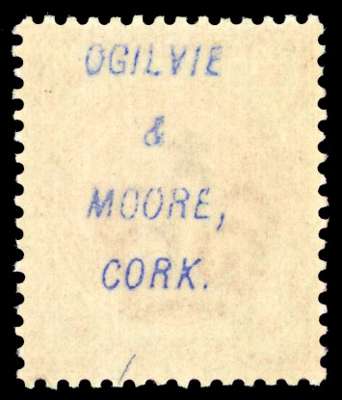 OGILVIE
&
MOORE,
CORK.